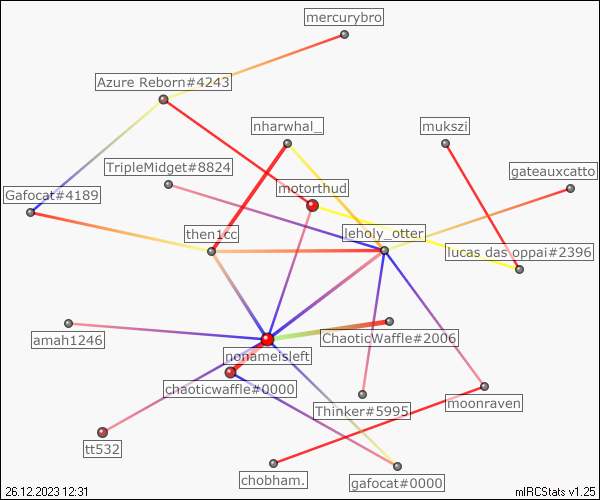 mercurybro
Azure Reborn#4243
nharwhal_
mukszi
TripleMidget#8824
gateauxcatto
Gafocat#4189
motorthud
then1cc
leholy_otter
lucas das oppai#2396
amah1246
ChaoticWaffle#2006
nonameisleft
chaoticwaffle#0000
Thinker#5995
moonraven
tt532
chobham.
gafocat#0000
26.12.2023 12:31
mIRCStats v1.25